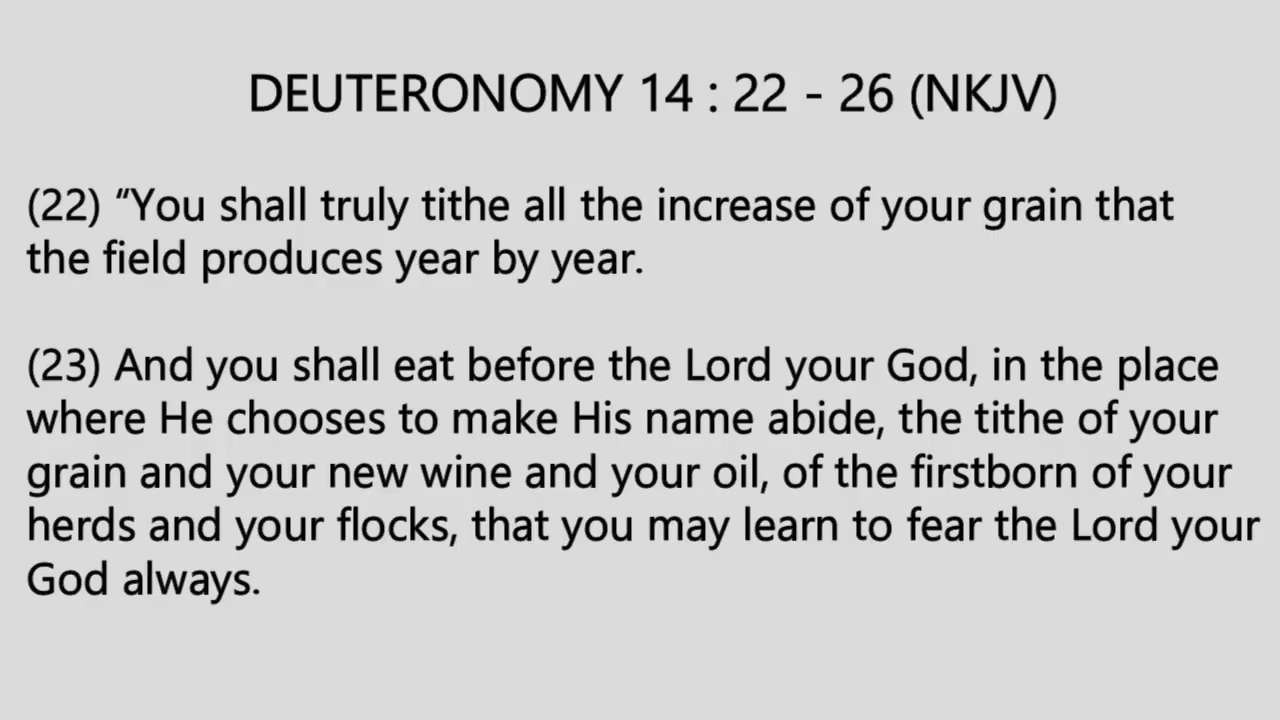 DEUTERONOMY 14 : 22 - 26 (NKJV)
(22) “You shall truly tithe all the increase of your grain that
the field produces year by year.
(23) And you shall eat before the Lord your God, in the place
where He chooses to make His name abide, the tithe of your
grain and your new wine and your oil, of the firstborn of your
herds and your flocks, that you may learn to fear the Lord your
God always.